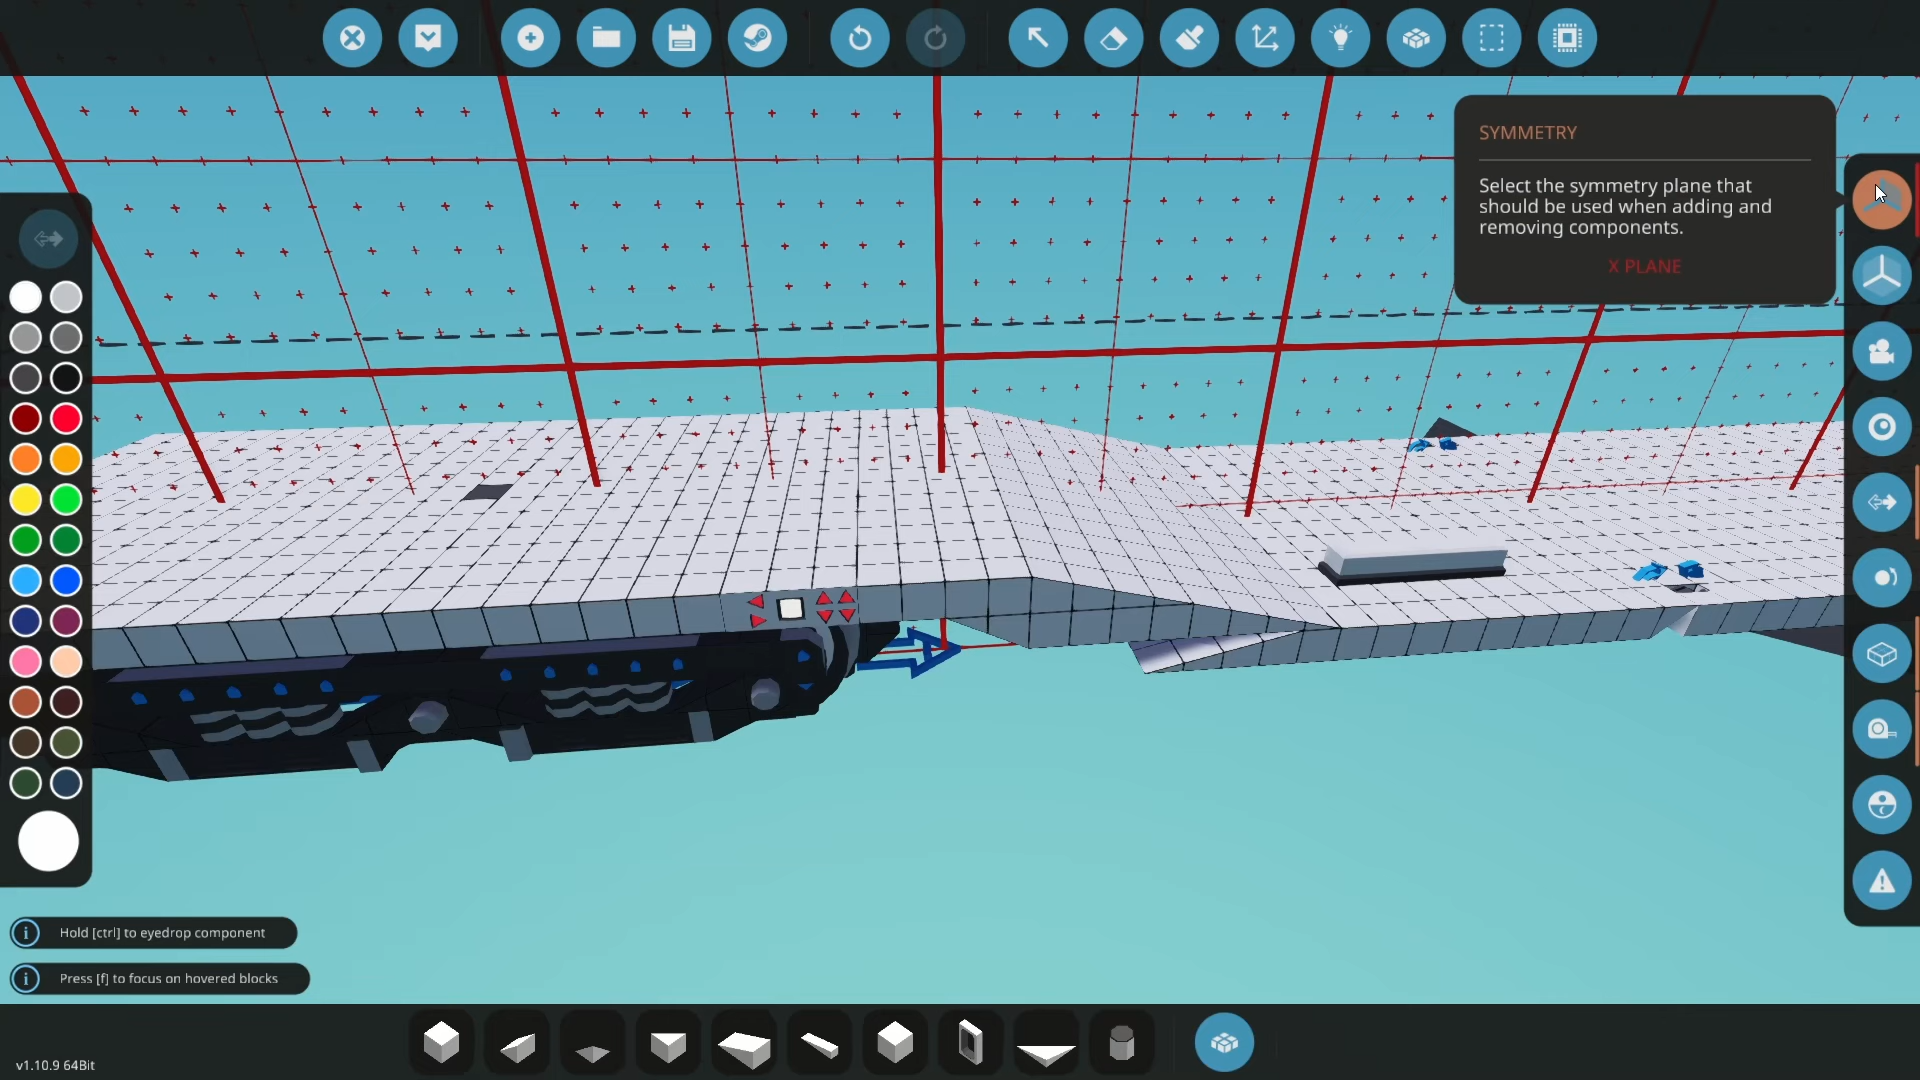 SYMMETRY
Select the symmetry plane that
should be used when adding and
removing components.
X PLANE
Hold [ctrl] to eyedrop component
Press [f] to focus on hovered blocks
v1.10.9 64Bit